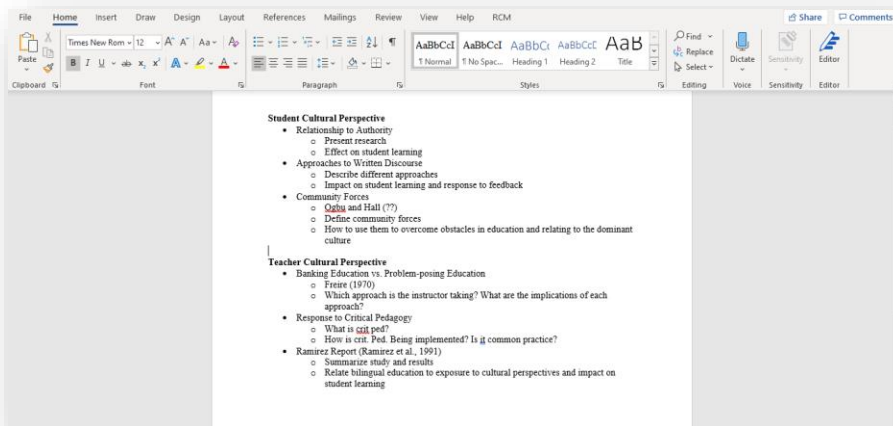 File Home Insert Draw Design Layout References Mailings Review View Help RCM Share Comments
Times New Rom 12 A A Aa A AaBbCcI AaBbCcI AaBbCc AaBbCcC AaB Find
Paste B I U ab x x A A ¶ Normal ¶ No Spac... Heading 1 Heading 2 Title Replace Select Dictate Sensitivity Editor
Clipboard Font Paragraph Styles Editing Voice Sensitivity Editor
Student Cultural Perspective
• Relationship to Authority
o Present research
o Effect on student learning
• Approaches to Written Discourse
o Describe different approaches
o Impact on student learning and response to feedback
• Community Forces
o Ogbu and Hall (??)
o Define community forces
o How to use them to overcome obstacles in education and relating to the dominant
culture
Teacher Cultural Perspective
• Banking Education vs. Problem-posing Education
o Freire (1970)
o Which approach is the instructor taking? What are the implications of each
approach?
• Response to Critical Pedagogy
o What is crit ped?
o How is crit. Ped. Being implemented? Is it common practice?
• Ramirez Report (Ramirez et al., 1991)
o Summarize study and results
o Relate bilingual education to exposure to cultural perspectives and impact on
student learning